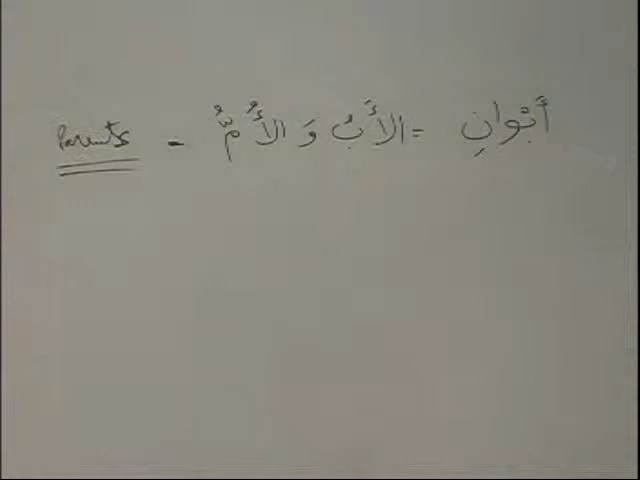 أَبْوانِ = الأَبُ وَ الأُمُّ - Parents